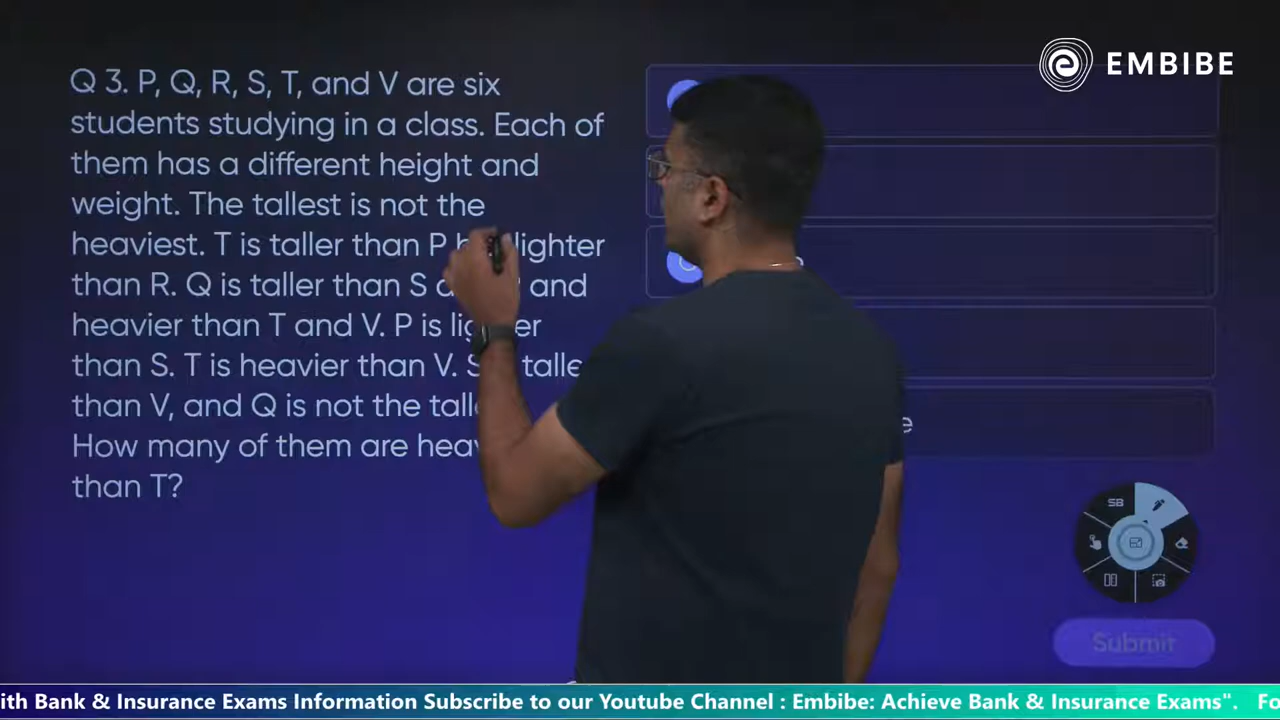 EMBIBE
Q 3. P, Q, R, S, T, and V are six
students studying in a class. Each of
them has a different height and
weight. The tallest is not the
heaviest. T is taller than P lighter
than R. Q is taller than S and
heavier than T and V. P is
than S. T is heavier than V.
than V, and Q is not the
How many of them are
than T?
SB
Submit
ith Bank & Insurance Exams Information Subscribe to our Youtube Channel : Embibe: Achieve Bank & Insurance Exams". Fo